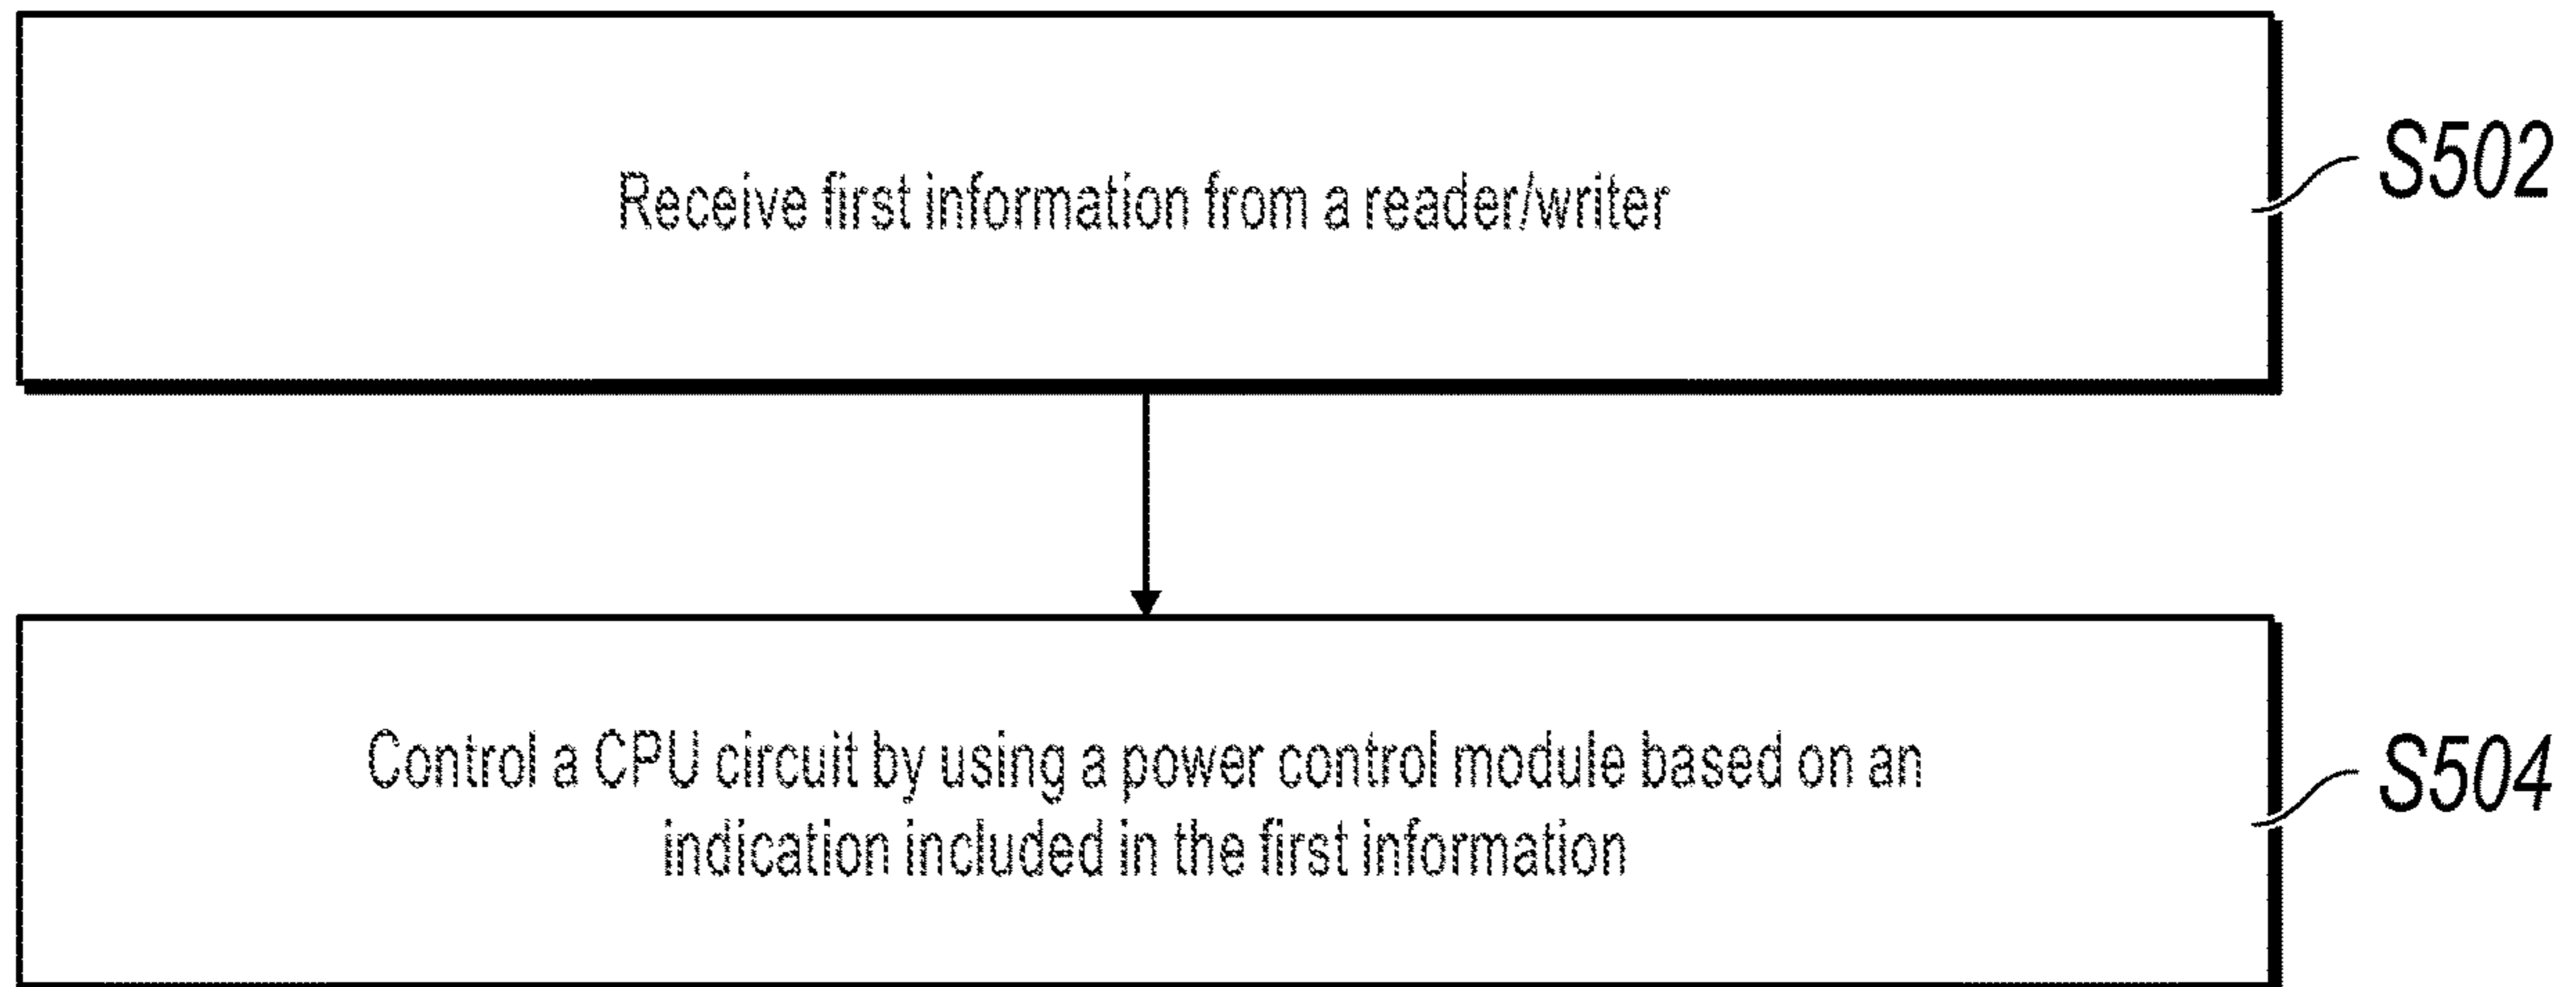 Receive first information from a reader/writer
S502
Control a CPU circuit by using a power control module based on an
indication included in the first information
S504